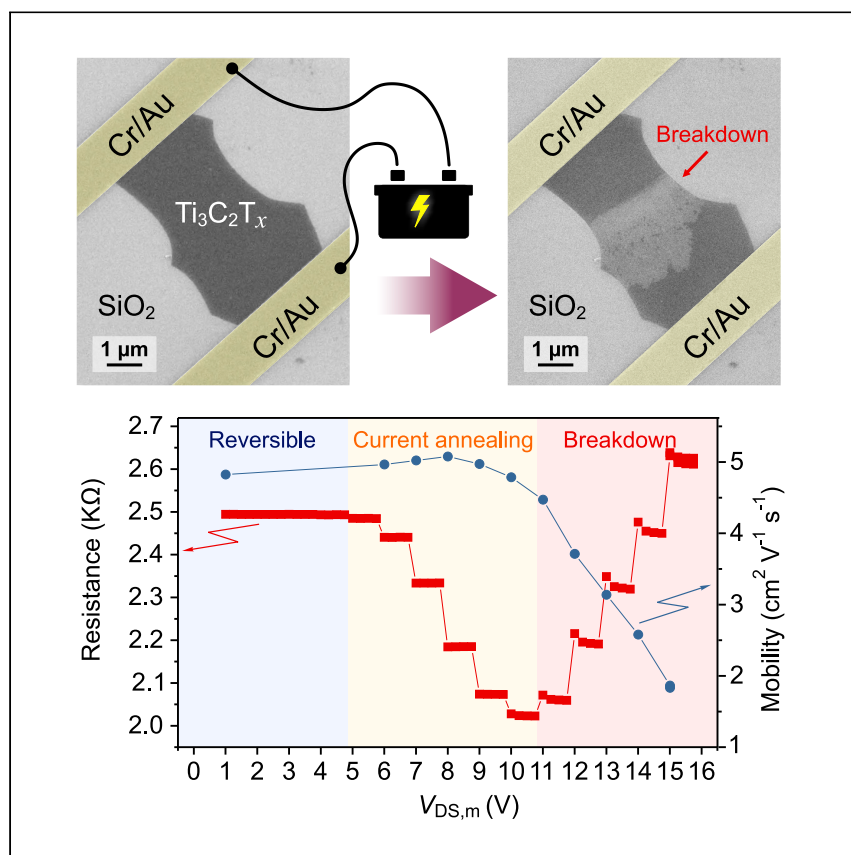 Cr/Au
Ti₃C₂Tₓ
SiO₂
Cr/Au
1 µm
Cr/Au
Breakdown
SiO₂
Cr/Au
1 µm
Reversible
Current annealing
Breakdown
Resistance (KΩ)
2.7
2.6
2.5
2.4
2.3
2.2
2.1
2.0
Mobility (cm² V⁻¹ s⁻¹)
5
4
3
2
1
0 1 2 3 4 5 6 7 8 9 10 11 12 13 14 15 16
V_DS,m (V)